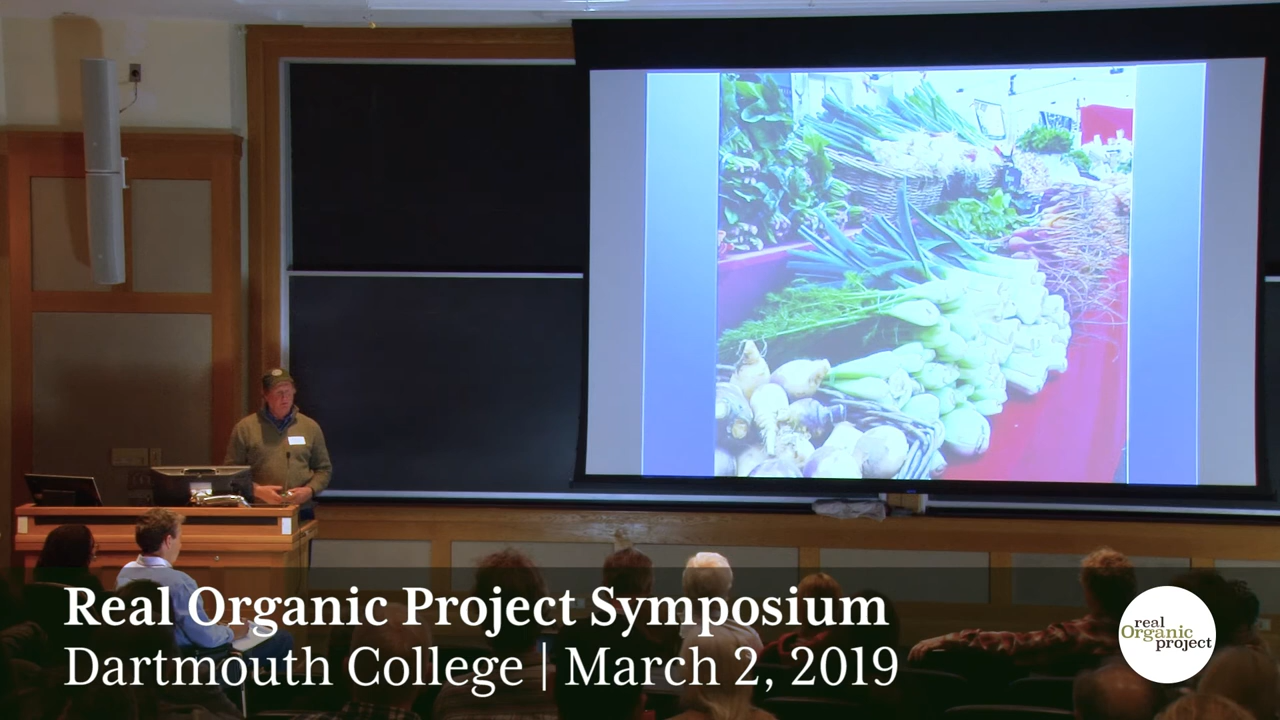 Real Organic Project Symposium
Dartmouth College | March 2, 2019
real
Organic
project